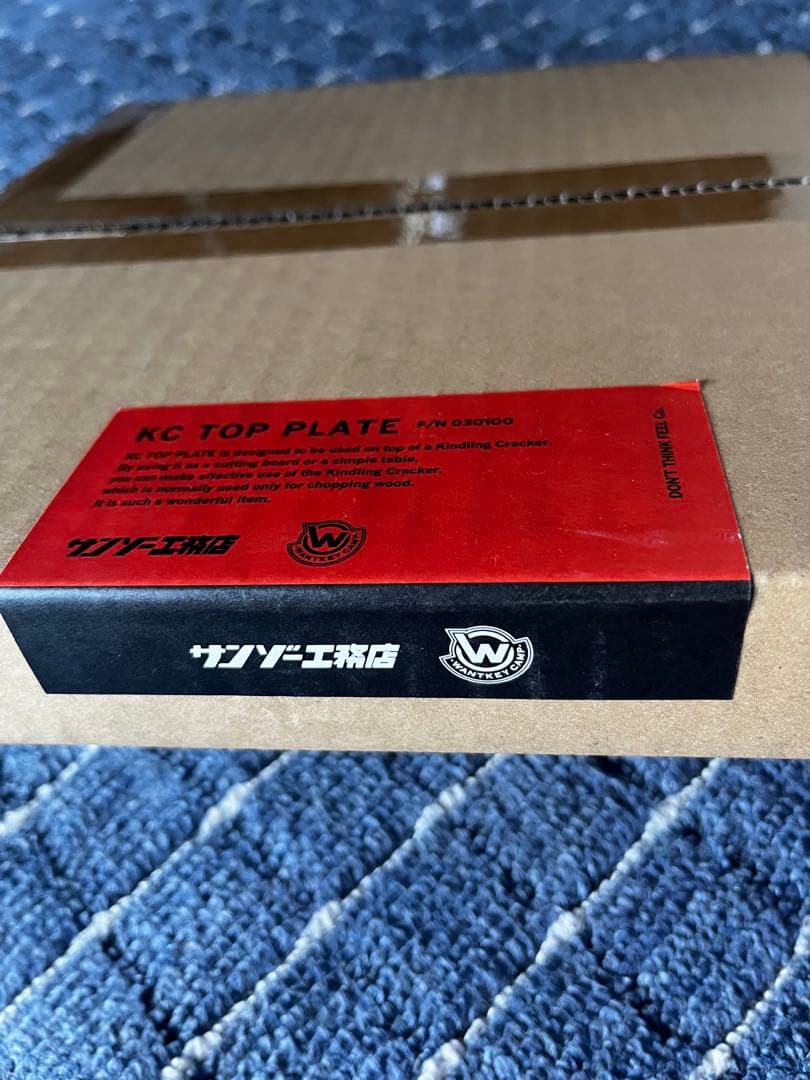 KC TOP PLATE F/N 030100
KC TOP PLATE is designed to be used on top of a Kindling Cracker.
By using it as a cutting board or a simple table,
you can make effective use of the Kindling Cracker,
which is normally used only for chopping wood.
It is such a wonderful item.
DON'T THINK FEEL Co.
サンゾー工務店
W
WANTKEY CAMP
サンゾー工務店
W
WANTKEY CAMP